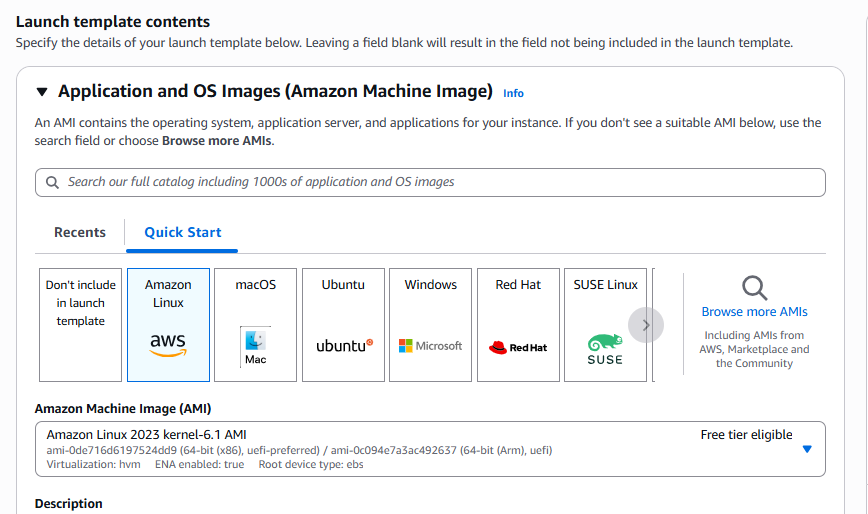 Launch template contents
Specify the details of your launch template below. Leaving a field blank will result in the field not being included in the launch template.
Application and OS Images (Amazon Machine Image) Info
An AMI contains the operating system, application server, and applications for your instance. If you don't see a suitable AMI below, use the
search field or choose Browse more AMIs.
Search our full catalog including 1000s of application and OS images
Recents
Quick Start
Don't include
in launch
template
Amazon
Linux
aws
macOS
Mac
Ubuntu
ubuntu
Windows
Microsoft
Red Hat
Red Hat
SUSE Linux
SUSE
Browse more AMIs
Including AMIs from
AWS, Marketplace and
the Community
Amazon Machine Image (AMI)
Amazon Linux 2023 kernel-6.1 AMI
Free tier eligible
ami-0de716d6197524dd9 (64-bit (x86), uefi-preferred) / ami-0c094e7a3ac492637 (64-bit (Arm), uefi)
Virtualization: hvm ENA enabled: true Root device type: ebs
Description